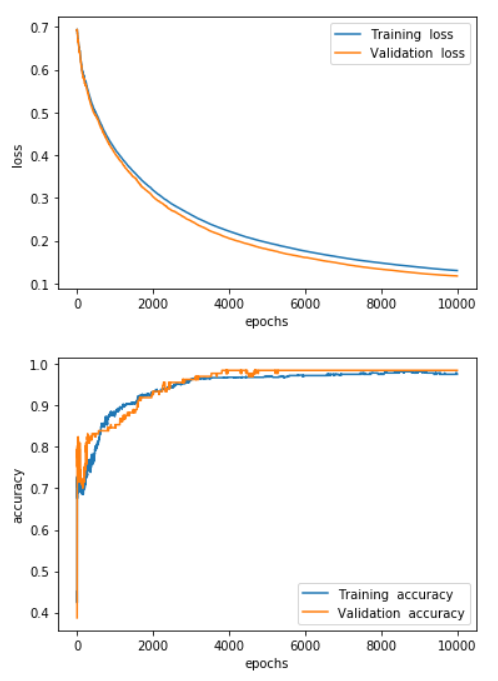 0.7
0.6
0.5
0.4
0.3
0.2
0.1
loss
Training loss
Validation loss
0 2000 4000 6000 8000 10000
epochs
1.0
0.9
0.8
0.7
0.6
0.5
0.4
accuracy
Training accuracy
Validation accuracy
0 2000 4000 6000 8000 10000
epochs